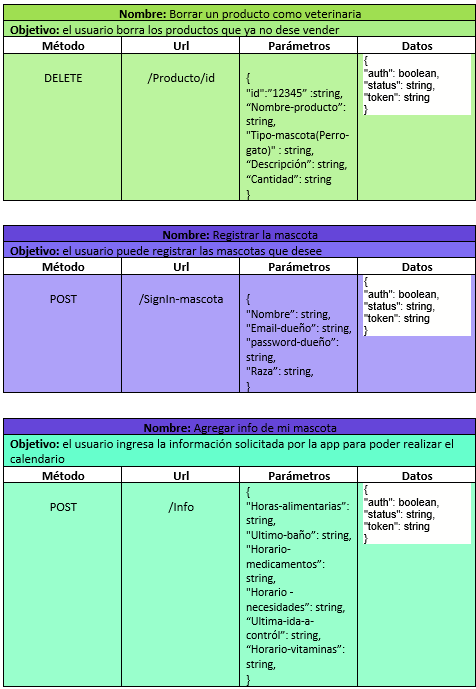 Nombre: Borrar un producto como veterinaria
Objetivo: el usuario borra los productos que ya no dese vender
Método Url Parámetros Datos
DELETE /Producto/id
{
"id":"12345" :string,
"Nombre-producto":
string,
"Tipo-mascota(Perro-
gato)" : string,
"Descripción": string,
"Cantidad": string
}
{
"auth": boolean,
"status": string,
"token": string
}
Nombre: Registrar la mascota
Objetivo: el usuario puede registrar las mascotas que desee
Método Url Parámetros Datos
POST /SignIn-mascota
{
"Nombre": string,
"Email-dueño": string,
"password-dueño":
string,
"Raza": string,
}
{
"auth": boolean,
"status": string,
"token": string
}
Nombre: Agregar info de mi mascota
Objetivo: el usuario ingresa la información solicitada por la app para poder realizar el
calendario
Método Url Parámetros Datos
POST /Info
{
"Horas-alimentarias":
string,
"Ultimo-baño": string,
"Horario-
medicamentos":
string,
"Horario -
necesidades": string,
"Ultima-ida-a-
contról": string,
"Horario-vitaminas":
string,
}
{
"auth": boolean,
"status": string,
"token": string
}